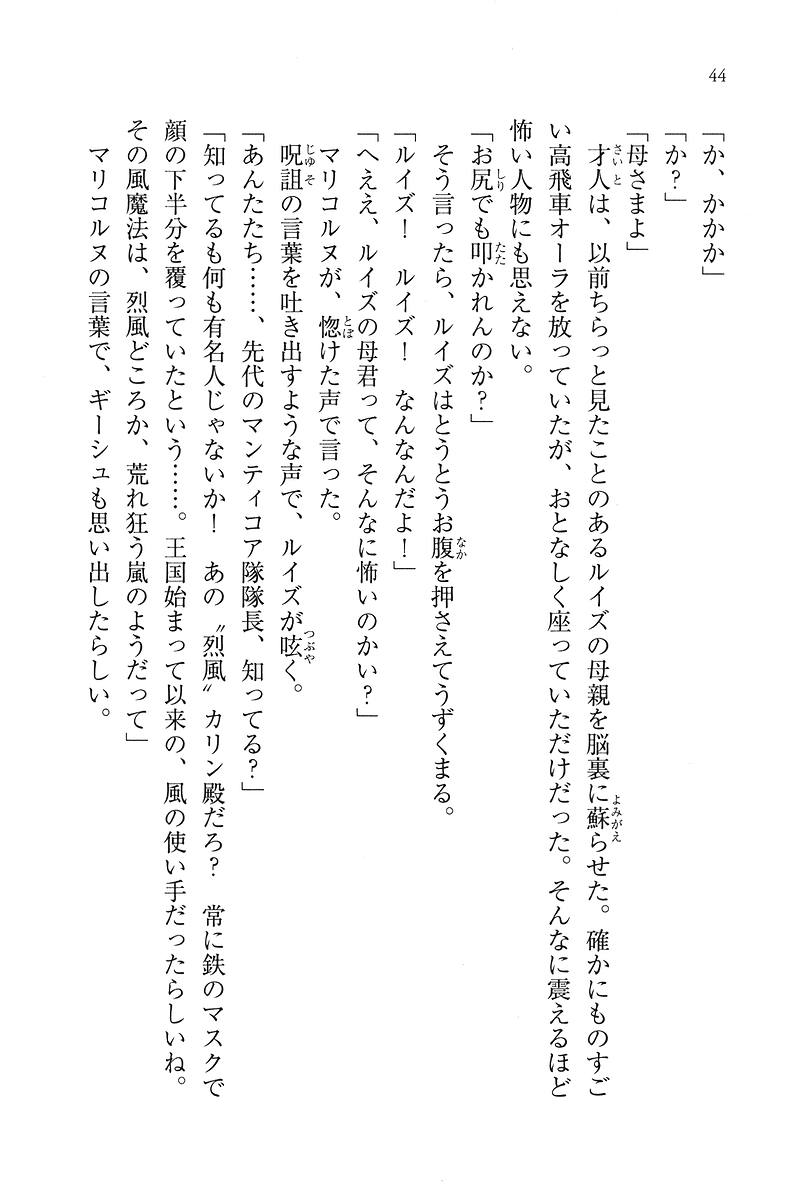 44
「か、かかか」
「か？」
「母さまよ」
　才人は、以前ちらっと見たことのあるルイズの母親を脳裏に蘇らせた。確かにものすご
い高飛車オーラを放っていたが、おとなしく座っていただけだった。そんなに震えるほど
怖い人物にも思えない。
「お尻でも叩かれんのか？」
　そう言ったら、ルイズはとうとうお腹を押さえてうずくまる。
「ルイズ！　ルイズ！　なんなんだよ！」
「へええ、ルイズの母君って、そんなに怖いのかい？」
　マリコルヌが、惚けた声で言った。
　呪詛の言葉を吐き出すような声で、ルイズが呟く。
「あんたたち……、先代のマンティコア隊隊長、知ってる？」
「知ってるも何も有名人じゃないか！　あの〝烈風〟カリン殿だろ？　常に鉄のマスクで
顔の下半分を覆っていたという……。王国始まって以来の、風の使い手だったらしいね。
その風魔法は、烈風どころか、荒れ狂う嵐のようだって」
　マリコルヌの言葉で、ギーシュも思い出したらしい。